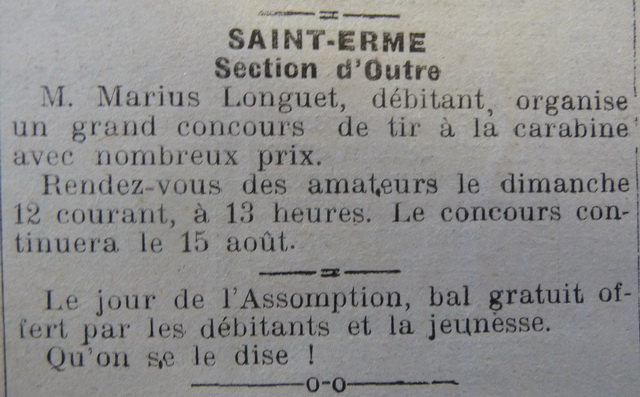 SAINT-ERME
Section d'Outre
M. Marius Longuet, débitant, organise
un grand concours de tir à la carabine
avec nombreux prix.
Rendez-vous des amateurs le dimanche
12 courant, à 13 heures. Le concours con-
tinuera le 15 août.
Le jour de l'Assomption, bal gratuit of-
fert par les débitants et la jeunesse.
Qu'on se le dise !